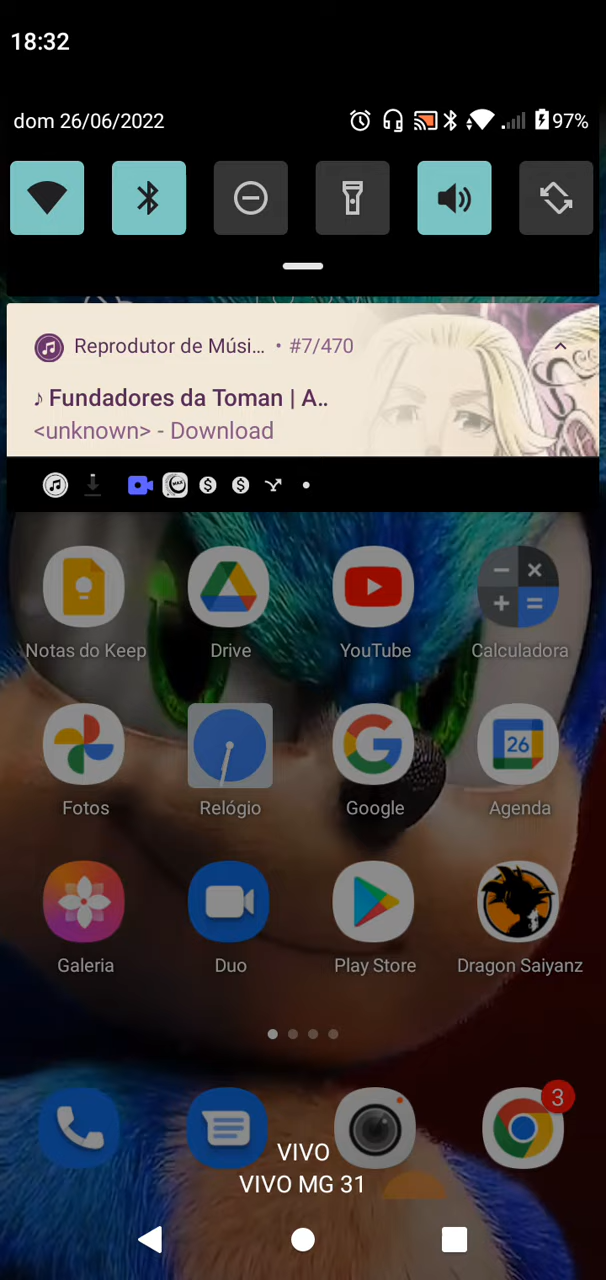 18:32
dom 26/06/2022
97%
Reprodutor de Músi... • #7/470
♪ Fundadores da Toman | A..
<unknown> - Download
Notas do Keep
Drive
YouTube
Calculadora
26
Fotos
Relógio
Google
Agenda
Galeria
Duo
Play Store
Dragon Saiyanz
3
VIVO
VIVO MG 31